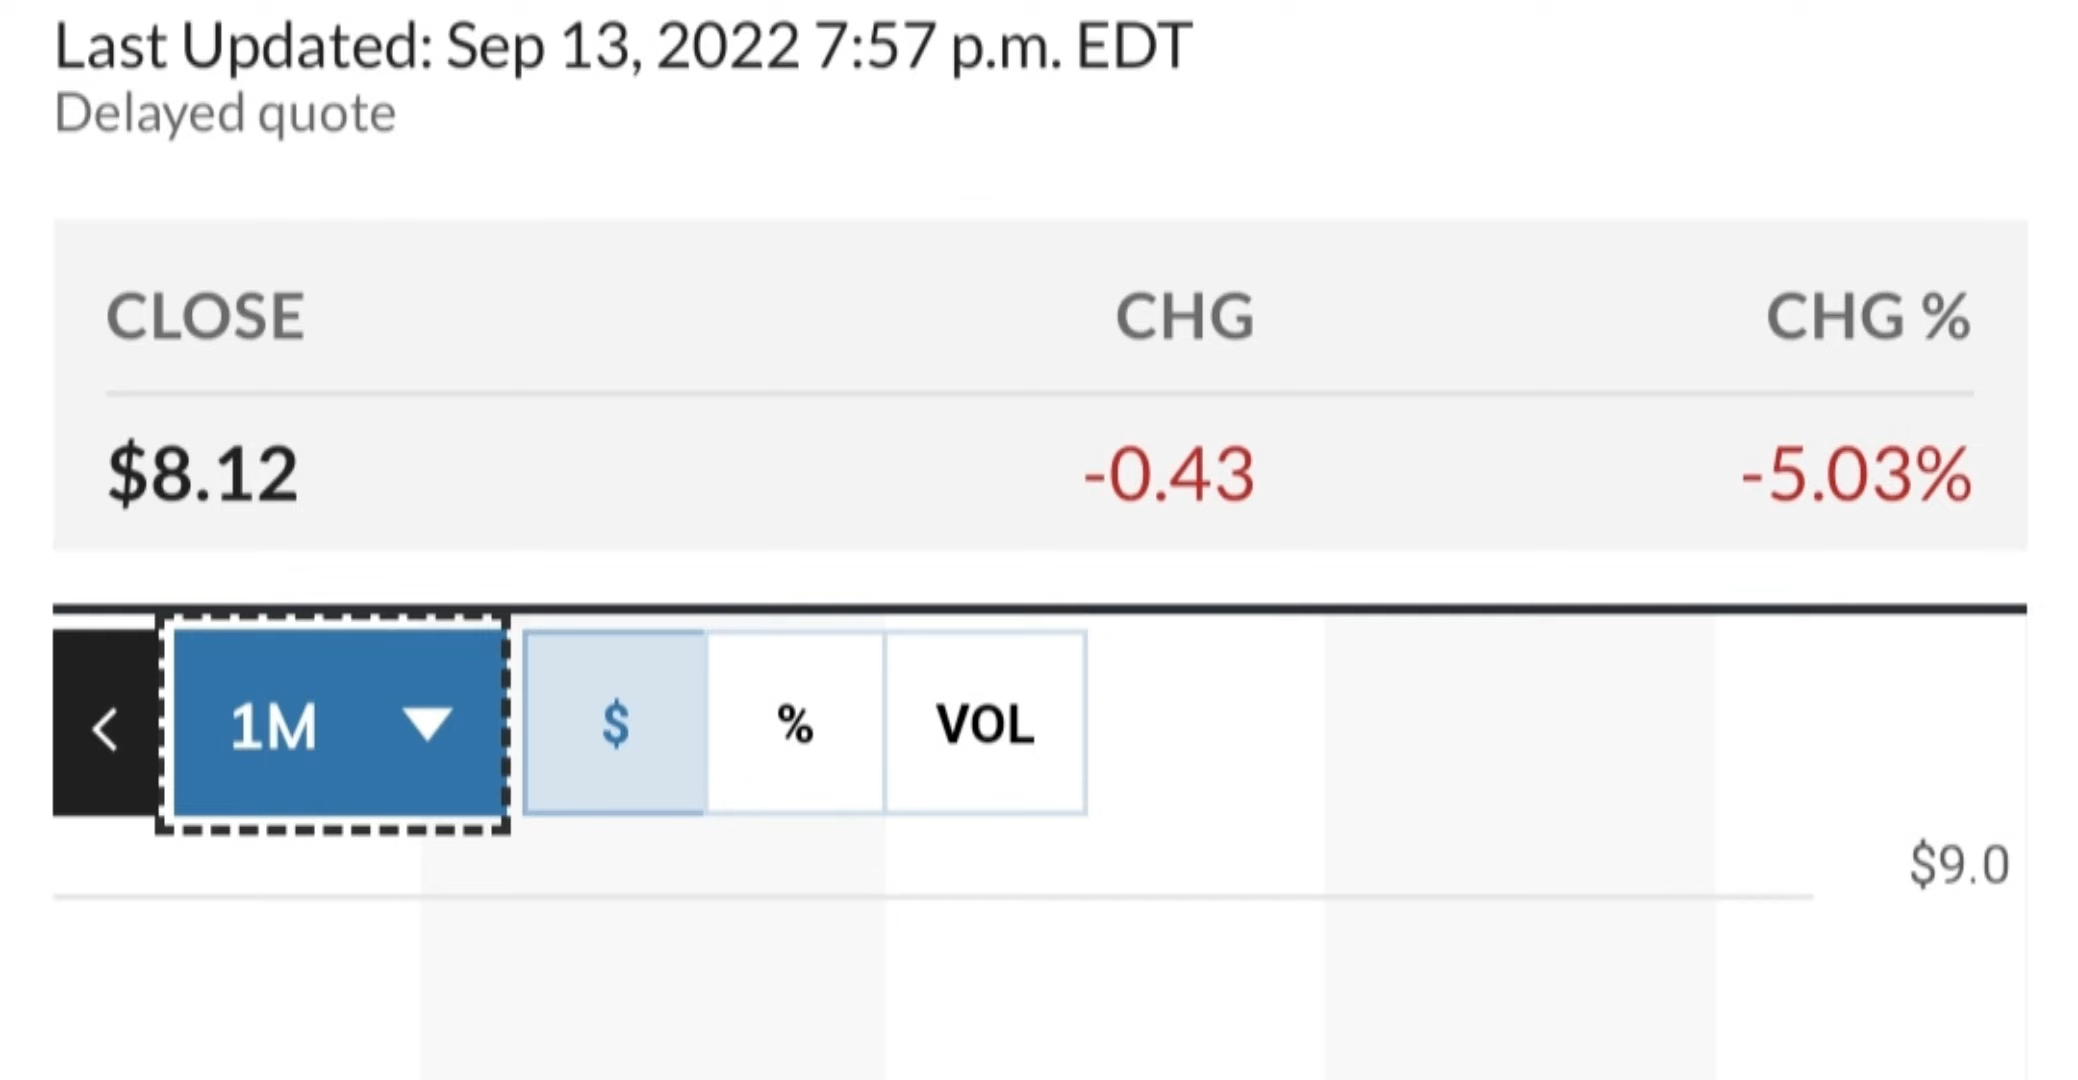 Last Updated: Sep 13, 2022 7:57 p.m. EDT
Delayed quote
CLOSE CHG CHG %
$8.12 -0.43 -5.03%
1M $ % VOL
$9.0